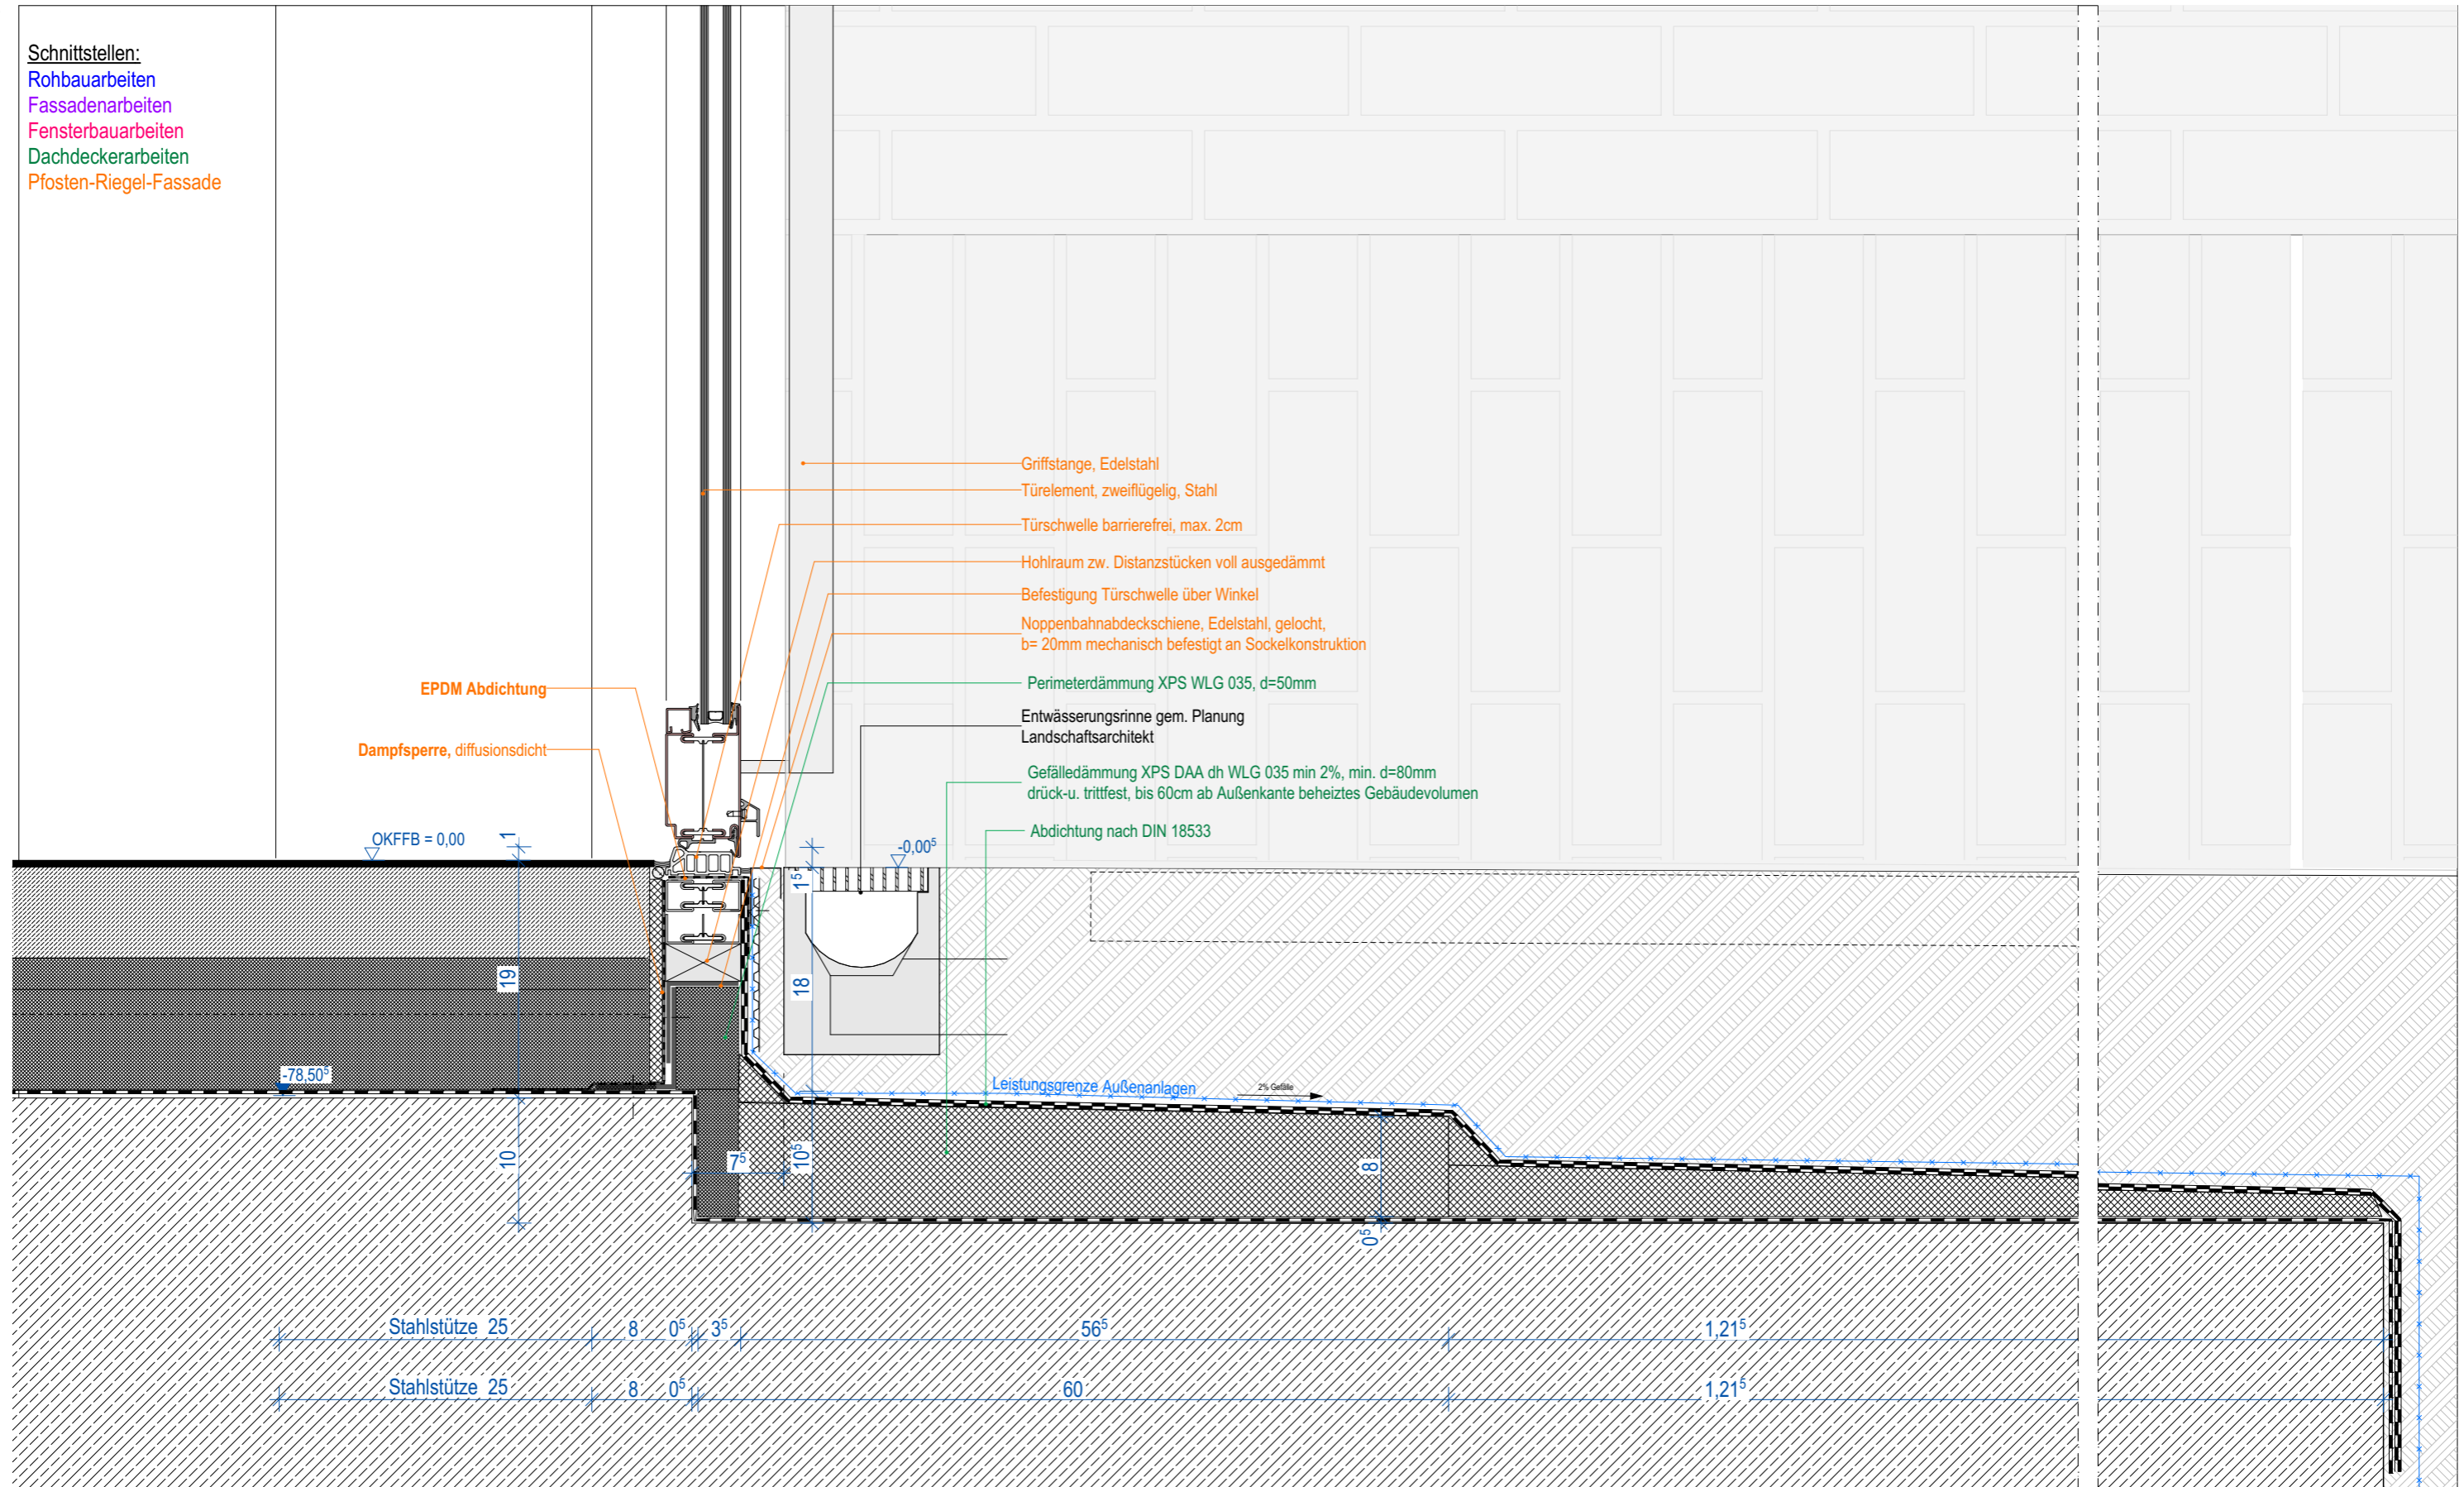 Schnittstellen:
Rohbauarbeiten
Fassadenarbeiten
Fensterbauarbeiten
Dachdeckerarbeiten
Pfosten-Riegel-Fassade
Griffstange, Edelstahl
Türelement, zweiflügelig, Stahl
Türschwelle barrierefrei, max. 2cm
Hohlraum zw. Distanzstücken voll ausgedämmt
Befestigung Türschwelle über Winkel
Noppenbahnabdeckschiene, Edelstahl, gelocht,
b= 20mm mechanisch befestigt an Sockelkonstruktion
EPDM Abdichtung
Perimeterdämmung XPS WLG 035, d=50mm
Entwässerungsrinne gem. Planung
Landschaftsarchitekt
Dampfsperre, diffusionsdicht
Gefälledämmung XPS DAA dh WLG 035 min 2%, min. d=80mm
drück-u. trittfest, bis 60cm ab Außenkante beheiztes Gebäudevolumen
Abdichtung nach DIN 18533
OKFFB = 0,00
1
-0,00⁵
1⁵
19
18
-78,50⁵
Leistungsgrenze Außenanlagen
2% Gefälle
10
7⁵
10⁵
8
0⁵
Stahlstütze 25
8
0⁵
3⁵
56⁵
1,21⁵
Stahlstütze 25
8
0⁵
60
1,21⁵